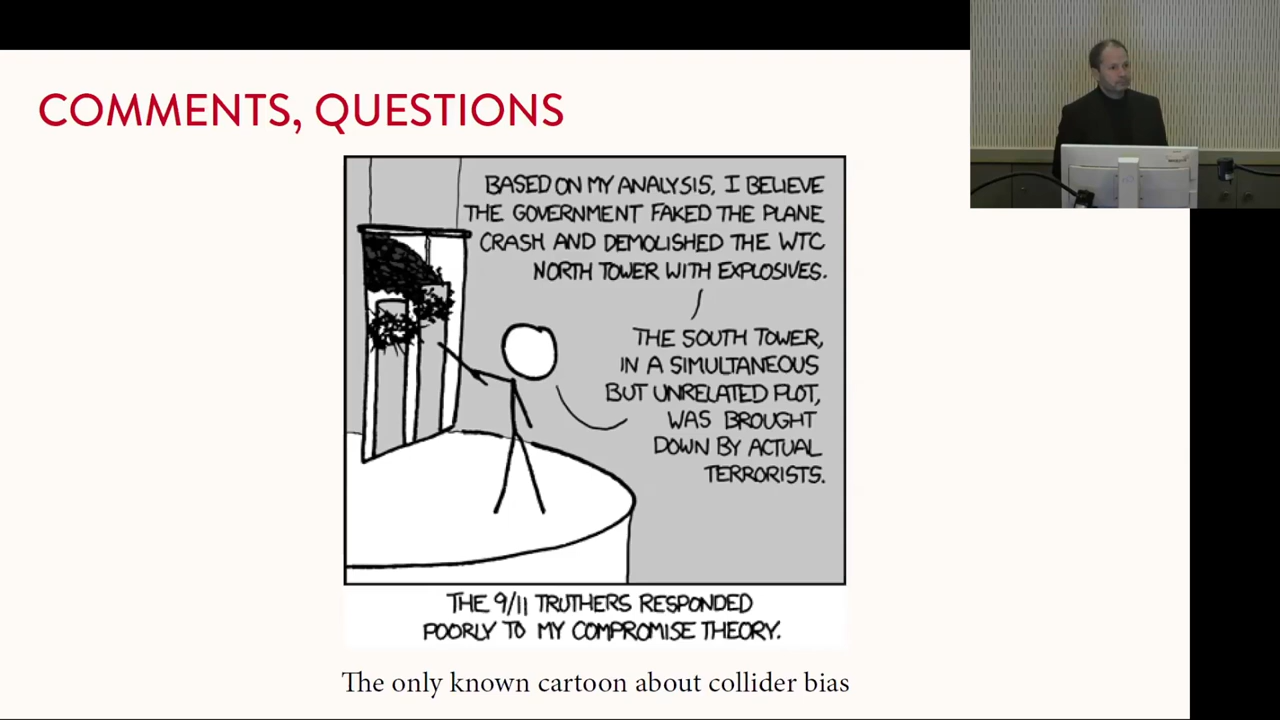 COMMENTS, QUESTIONS
BASED ON MY ANALYSIS, I BELIEVE
THE GOVERNMENT FAKED THE PLANE
CRASH AND DEMOLISHED THE WTC
NORTH TOWER WITH EXPLOSIVES.
THE SOUTH TOWER,
IN A SIMULTANEOUS
BUT UNRELATED PLOT,
WAS BROUGHT
DOWN BY ACTUAL
TERRORISTS.
THE 9/11 TRUTHERS RESPONDED
POORLY TO MY COMPROMISE THEORY.
The only known cartoon about collider bias